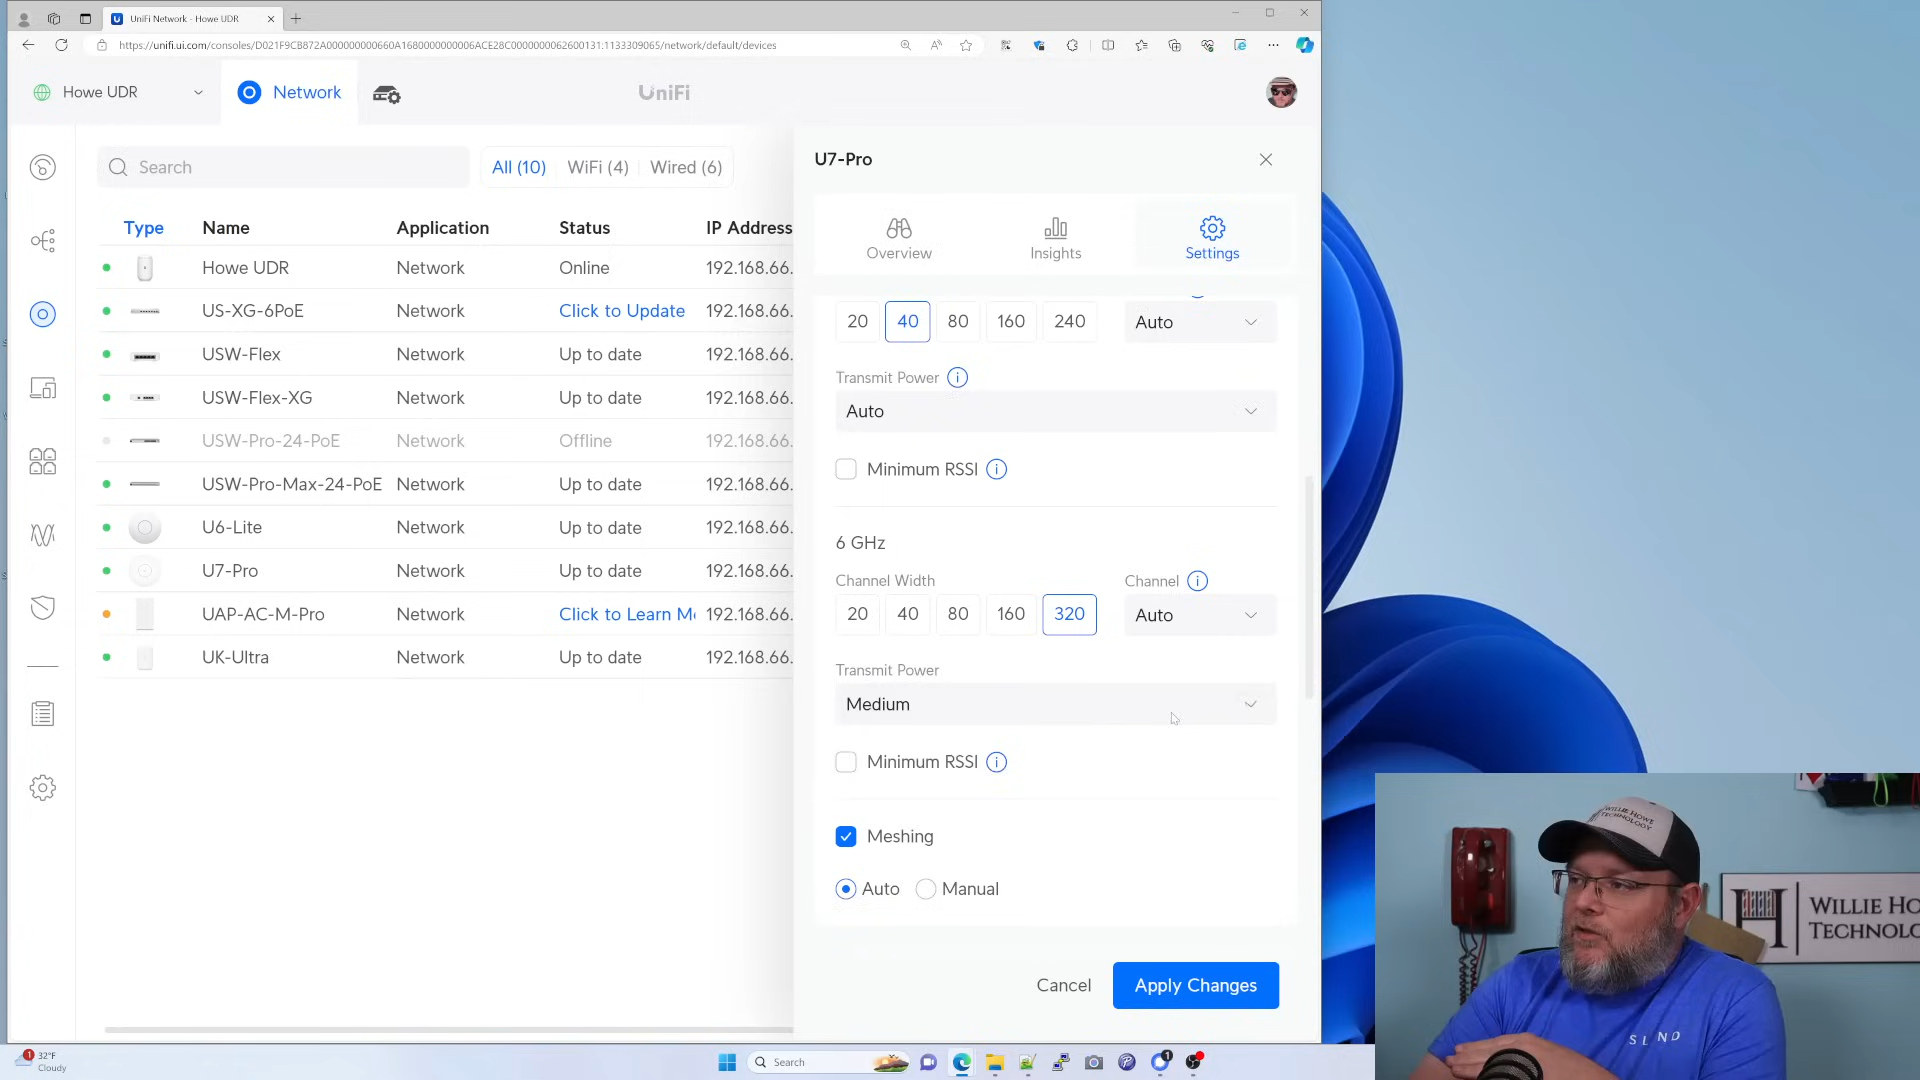 UniFi Network - Howe UDR
https://unifi.ui.com/consoles/D021F9CB872A000000000660A1680000000006ACE28C0000000062600131:1133309065/network/default/devices
Howe UDR
Network
UniFi
Search
All (10)
WiFi (4)
Wired (6)
Type
Name
Application
Status
IP Address
Howe UDR
Network
Online
192.168.66.
US-XG-6PoE
Network
Click to Update
192.168.66.
USW-Flex
Network
Up to date
192.168.66.
USW-Flex-XG
Network
Up to date
192.168.66.
USW-Pro-24-PoE
Network
Offline
192.168.66.
USW-Pro-Max-24-PoE
Network
Up to date
192.168.66.
U6-Lite
Network
Up to date
192.168.66.
U7-Pro
Network
Up to date
192.168.66.
UAP-AC-M-Pro
Network
Click to Learn M
192.168.66.
UK-Ultra
Network
Up to date
192.168.66.
U7-Pro
Overview
Insights
Settings
20
40
80
160
240
Auto
Transmit Power
Auto
Minimum RSSI
6 GHz
Channel Width
Channel
20
40
80
160
320
Auto
Transmit Power
Medium
Minimum RSSI
Meshing
Auto
Manual
Cancel
Apply Changes
WILLIE HOWE
TECHNOLOGY
WILLIE HO
TECHNOLO
SLND
1
32°F
Cloudy
Search
1